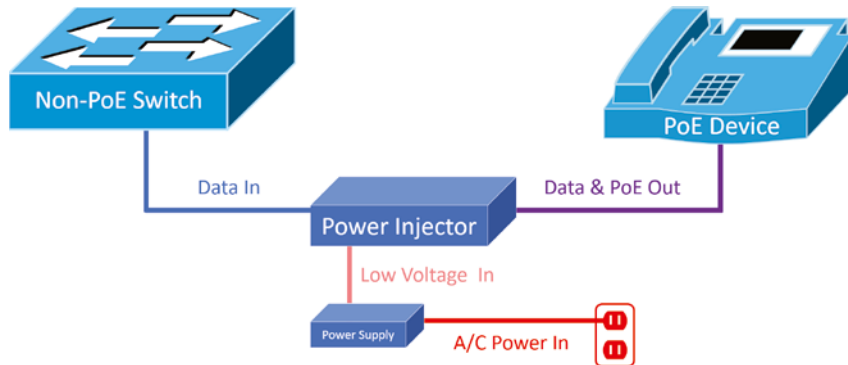 Non-PoE Switch
PoE Device
Data In
Data & PoE Out
Power Injector
Low Voltage In
Power Supply
A/C Power In